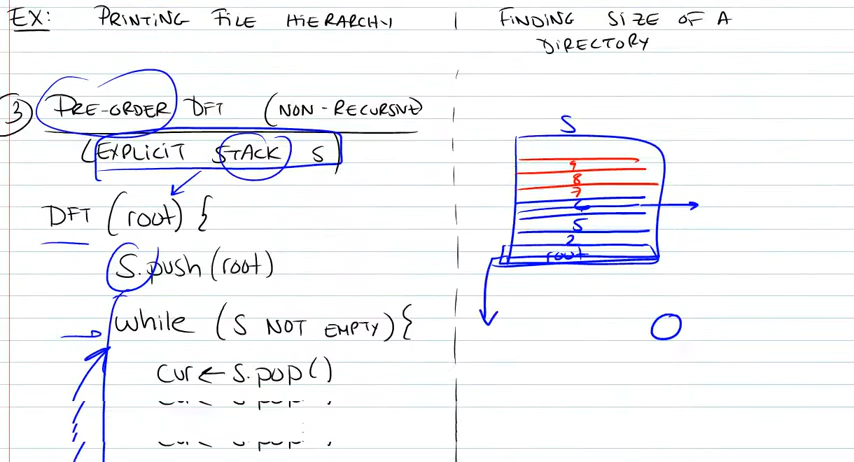 EX: PRINTING FILE HIERARCHY
FINDING SIZE OF A
DIRECTORY
3) PRE-ORDER DFT (NON-RECURSIVE)
(EXPLICIT STACK S)
DFT (root) {
S.push(root)
while (S NOT EMPTY){
cur ← S.pop()
S
9
8
7
6
5
2
root